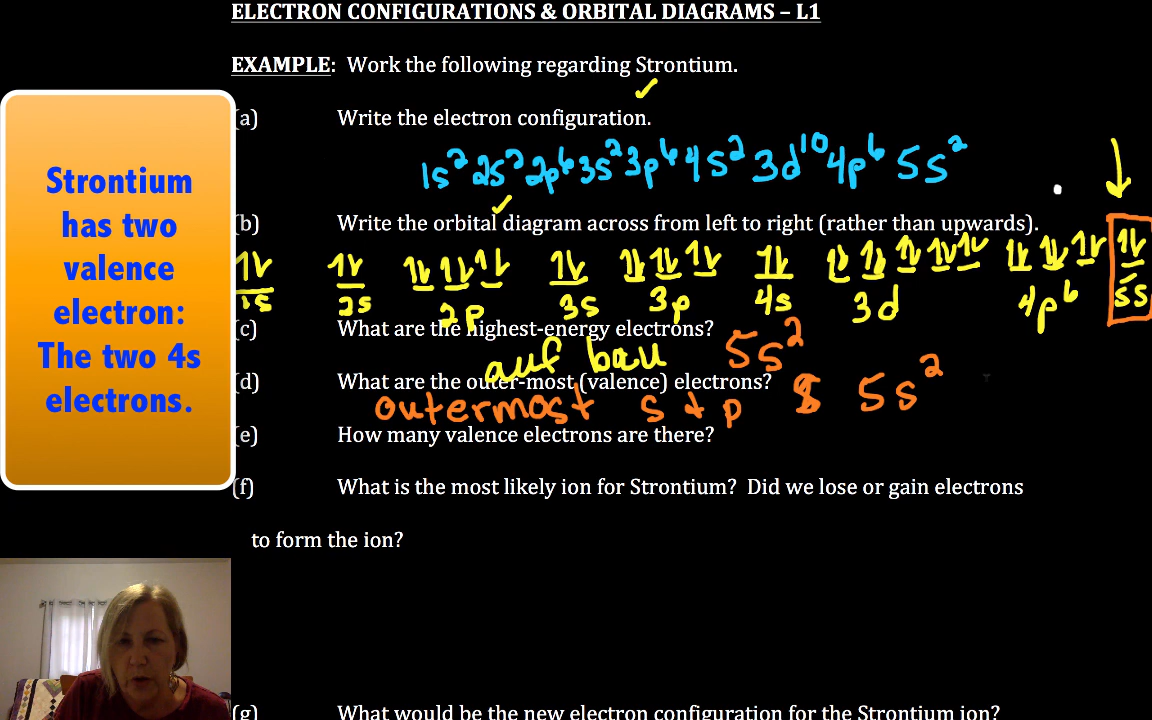 ELECTRON CONFIGURATIONS & ORBITAL DIAGRAMS – L1
EXAMPLE: Work the following regarding Strontium.
(a) Write the electron configuration.
1s² 2s² 2p⁶ 3s² 3p⁶ 4s² 3d¹⁰ 4p⁶ 5s²
(b) Write the orbital diagram across from left to right (rather than upwards).
1s 2s 2p 3s 3p 4s 3d 4p⁶ 5s
(c) What are the highest-energy electrons?
auf bau 5s²
(d) What are the outer-most (valence) electrons?
outermost s + p 5s²
(e) How many valence electrons are there?
(f) What is the most likely ion for Strontium? Did we lose or gain electrons
to form the ion?
(g) What would be the new electron configuration for the Strontium ion?
Strontium
has two
valence
electron:
The two 4s
electrons.